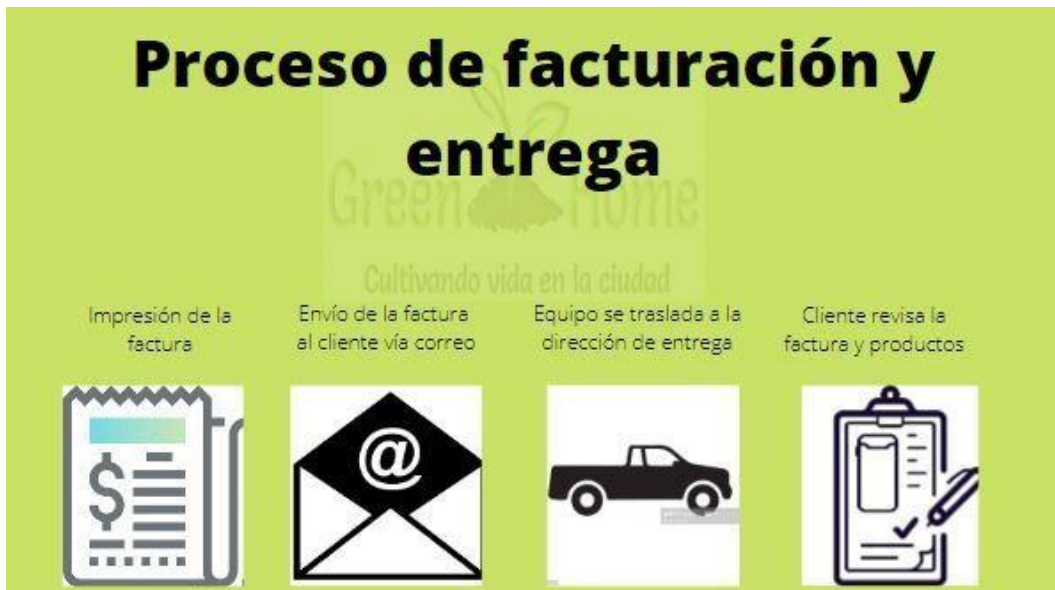 Proceso de facturación y
entrega
Green Home
Cultivando vida en la ciudad
Impresión de la
factura
Envío de la factura
al cliente vía correo
Equipo se traslada a la
dirección de entrega
Cliente revisa la
factura y productos
$
@